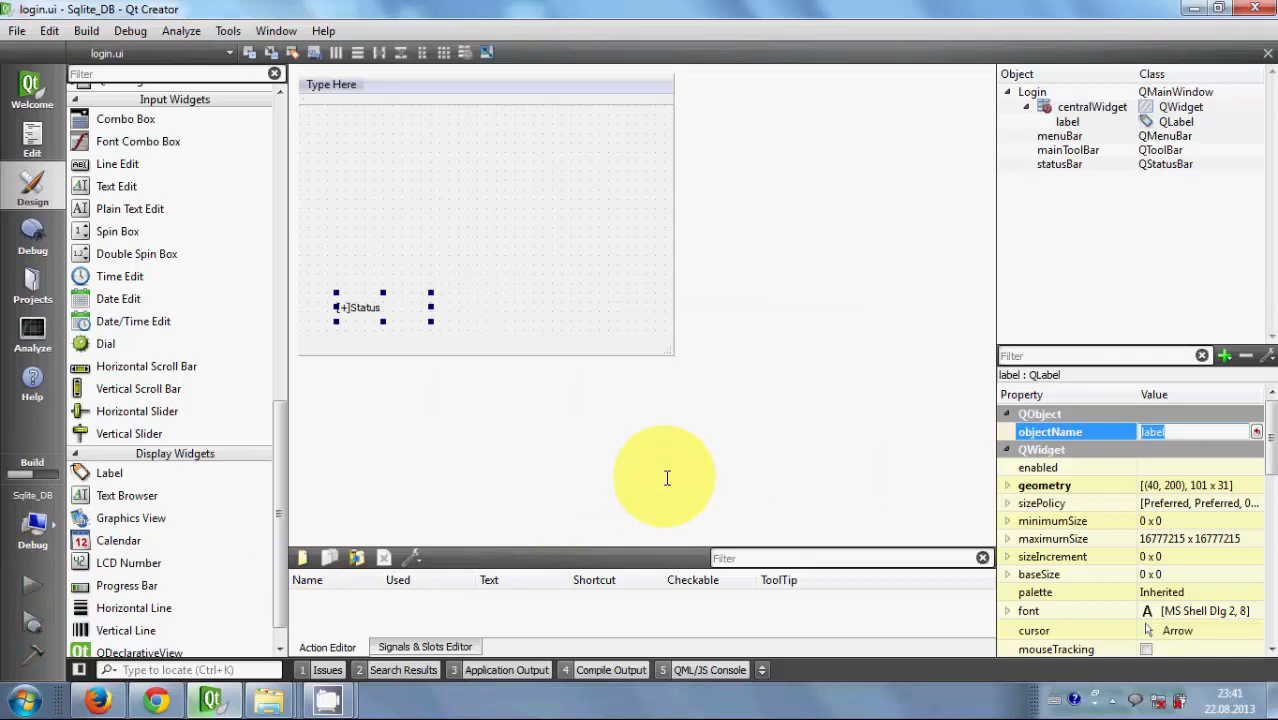 login.ui - Sqlite_DB - Qt Creator
File Edit Build Debug Analyze Tools Window Help
login.ui
Welcome
Edit
Design
Debug
Projects
Analyze
Help
Build
Sqlite_DB
Debug
Filter
Input Widgets
Combo Box
Font Combo Box
Line Edit
Text Edit
Plain Text Edit
Spin Box
Double Spin Box
Time Edit
Date Edit
Date/Time Edit
Dial
Horizontal Scroll Bar
Vertical Scroll Bar
Horizontal Slider
Vertical Slider
Display Widgets
Label
Text Browser
Graphics View
Calendar
LCD Number
Progress Bar
Horizontal Line
Vertical Line
QDeclarativeView
Type Here
[+]Status
Filter
Name Used Text Shortcut Checkable ToolTip
Action Editor Signals & Slots Editor
Object Class
Login QMainWindow
centralWidget QWidget
label QLabel
menuBar QMenuBar
mainToolBar QToolBar
statusBar QStatusBar
Filter
label : QLabel
Property Value
QObject
objectName label
QWidget
enabled
geometry [(40, 200), 101 x 31]
sizePolicy [Preferred, Preferred, 0...
minimumSize 0 x 0
maximumSize 16777215 x 16777215
sizeIncrement 0 x 0
baseSize 0 x 0
palette Inherited
font A [MS Shell Dlg 2, 8]
cursor Arrow
mouseTracking
Type to locate (Ctrl+K) 1 Issues 2 Search Results 3 Application Output 4 Compile Output 5 QML/JS Console
23:41
22.08.2013